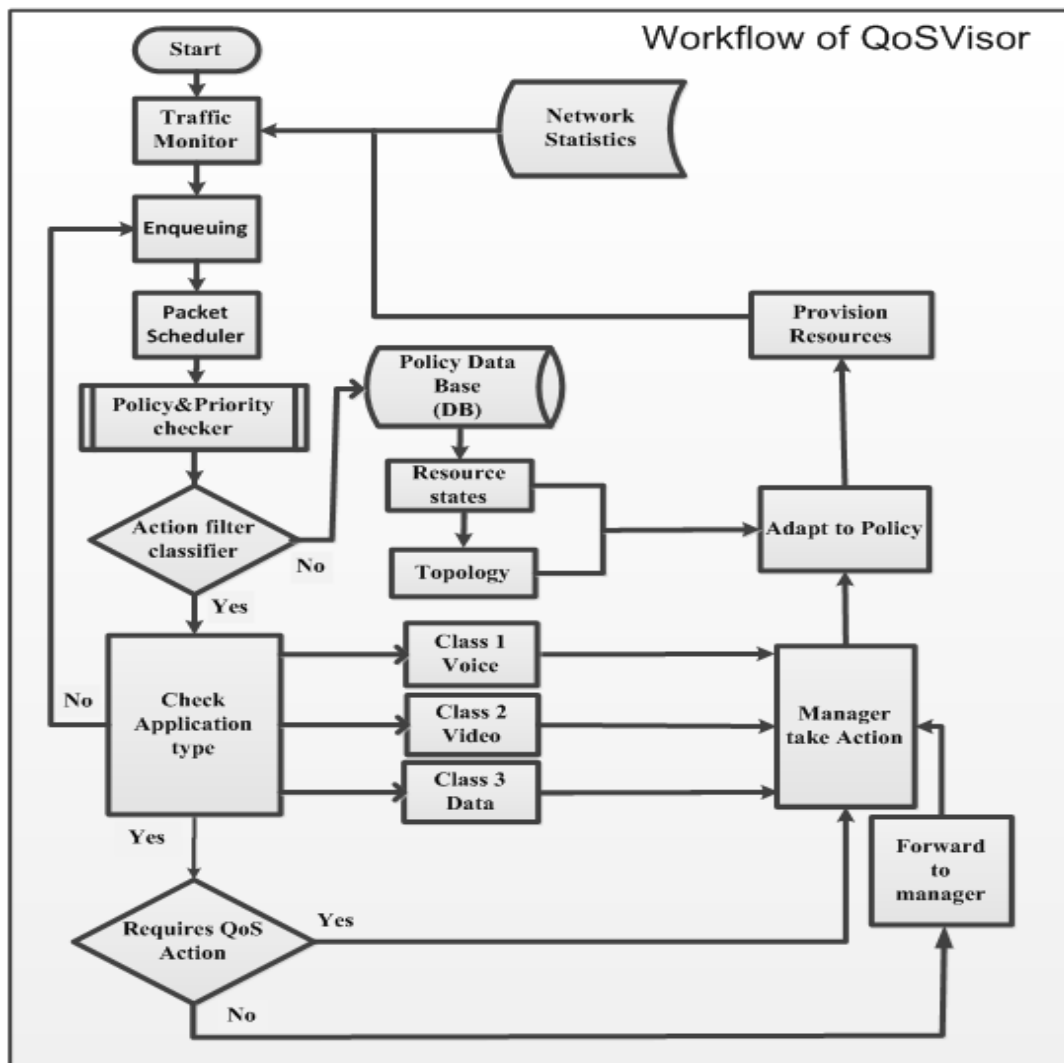 Workflow of QoSVisor
Start
Traffic
Monitor
Network
Statistics
Enqueuing
Packet
Scheduler
Provision
Resources
Policy Data
Base
(DB)
Policy&Priority
checker
Resource
states
Action filter
classifier
No
Adapt to Policy
Topology
Yes
Class 1
Voice
No
Check
Application
type
Class 2
Video
Manager
take Action
Class 3
Data
Yes
Forward
to
manager
Requires QoS
Action
Yes
No